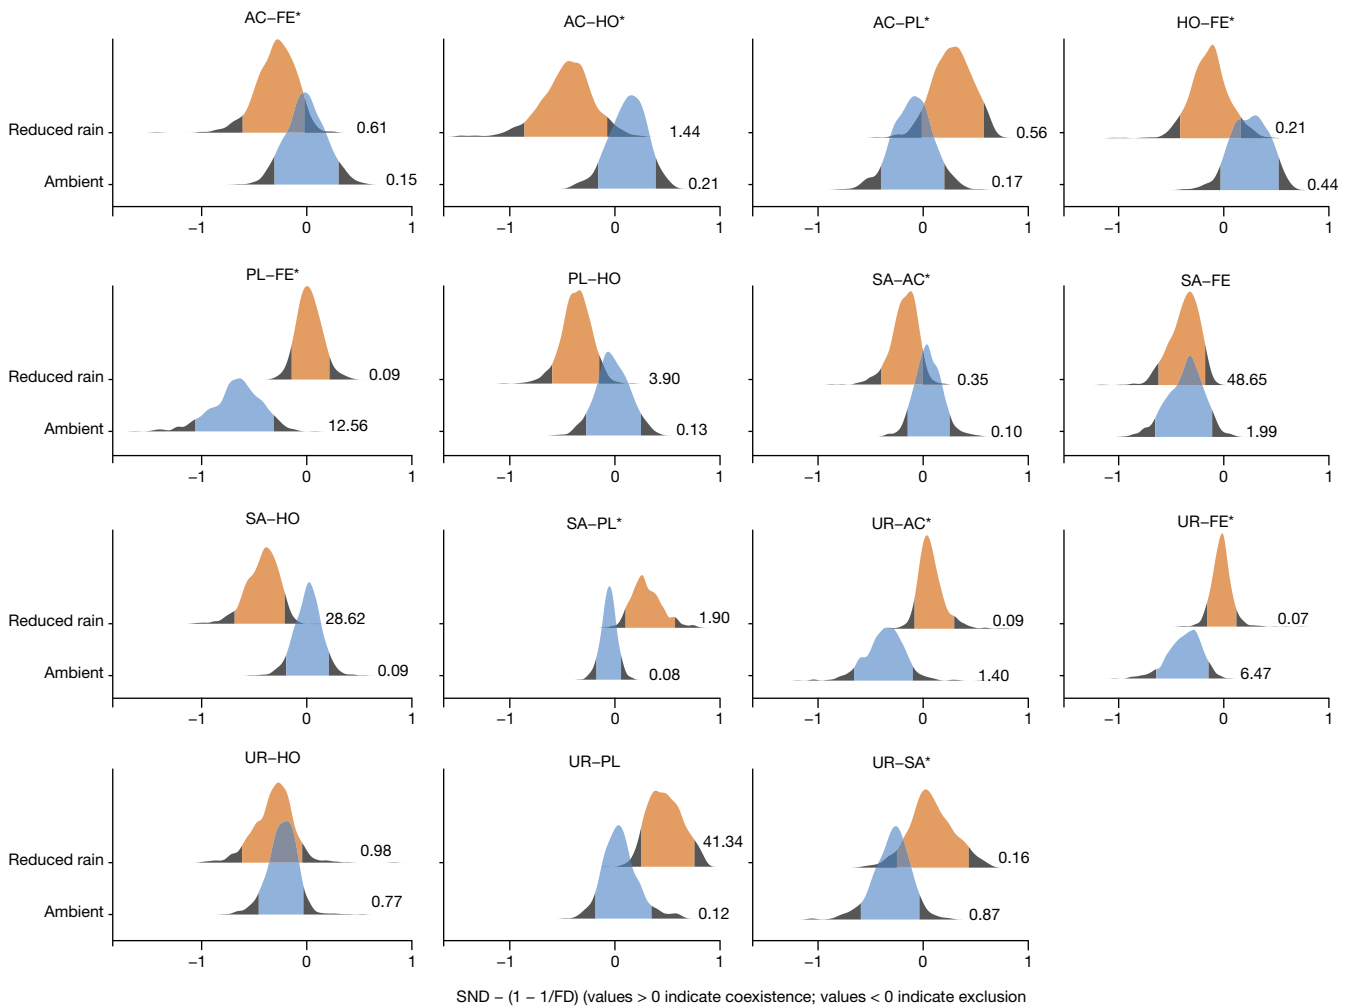 AC–FE* AC–HO* AC–PL* HO–FE*
Reduced rain 0.61 1.44 0.56 0.21
Ambient 0.15 0.21 0.17 0.44
−1 0 1 −1 0 1 −1 0 1 −1 0 1
PL–FE* PL–HO SA–AC* SA–FE
Reduced rain 0.09 3.90 0.35 48.65
Ambient 12.56 0.13 0.10 1.99
−1 0 1 −1 0 1 −1 0 1 −1 0 1
SA–HO SA–PL* UR–AC* UR–FE*
Reduced rain 28.62 1.90 0.09 0.07
Ambient 0.09 0.08 1.40 6.47
−1 0 1 −1 0 1 −1 0 1 −1 0 1
UR–HO UR–PL UR–SA*
Reduced rain 0.98 41.34 0.16
Ambient 0.77 0.12 0.87
−1 0 1 −1 0 1 −1 0 1
SND − (1 − 1/FD) (values > 0 indicate coexistence; values < 0 indicate exclusion